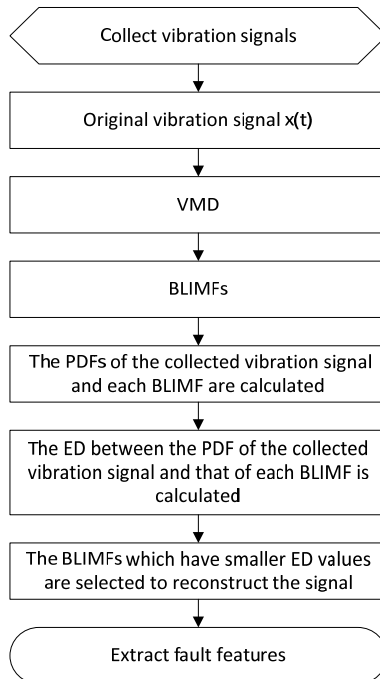 Collect vibration signals
Original vibration signal x(t)
VMD
BLIMFs
The PDFs of the collected vibration signal
and each BLIMF are calculated
The ED between the PDF of the collected
vibration signal and that of each BLIMF is
calculated
The BLIMFs which have smaller ED values
are selected to reconstruct the signal
Extract fault features